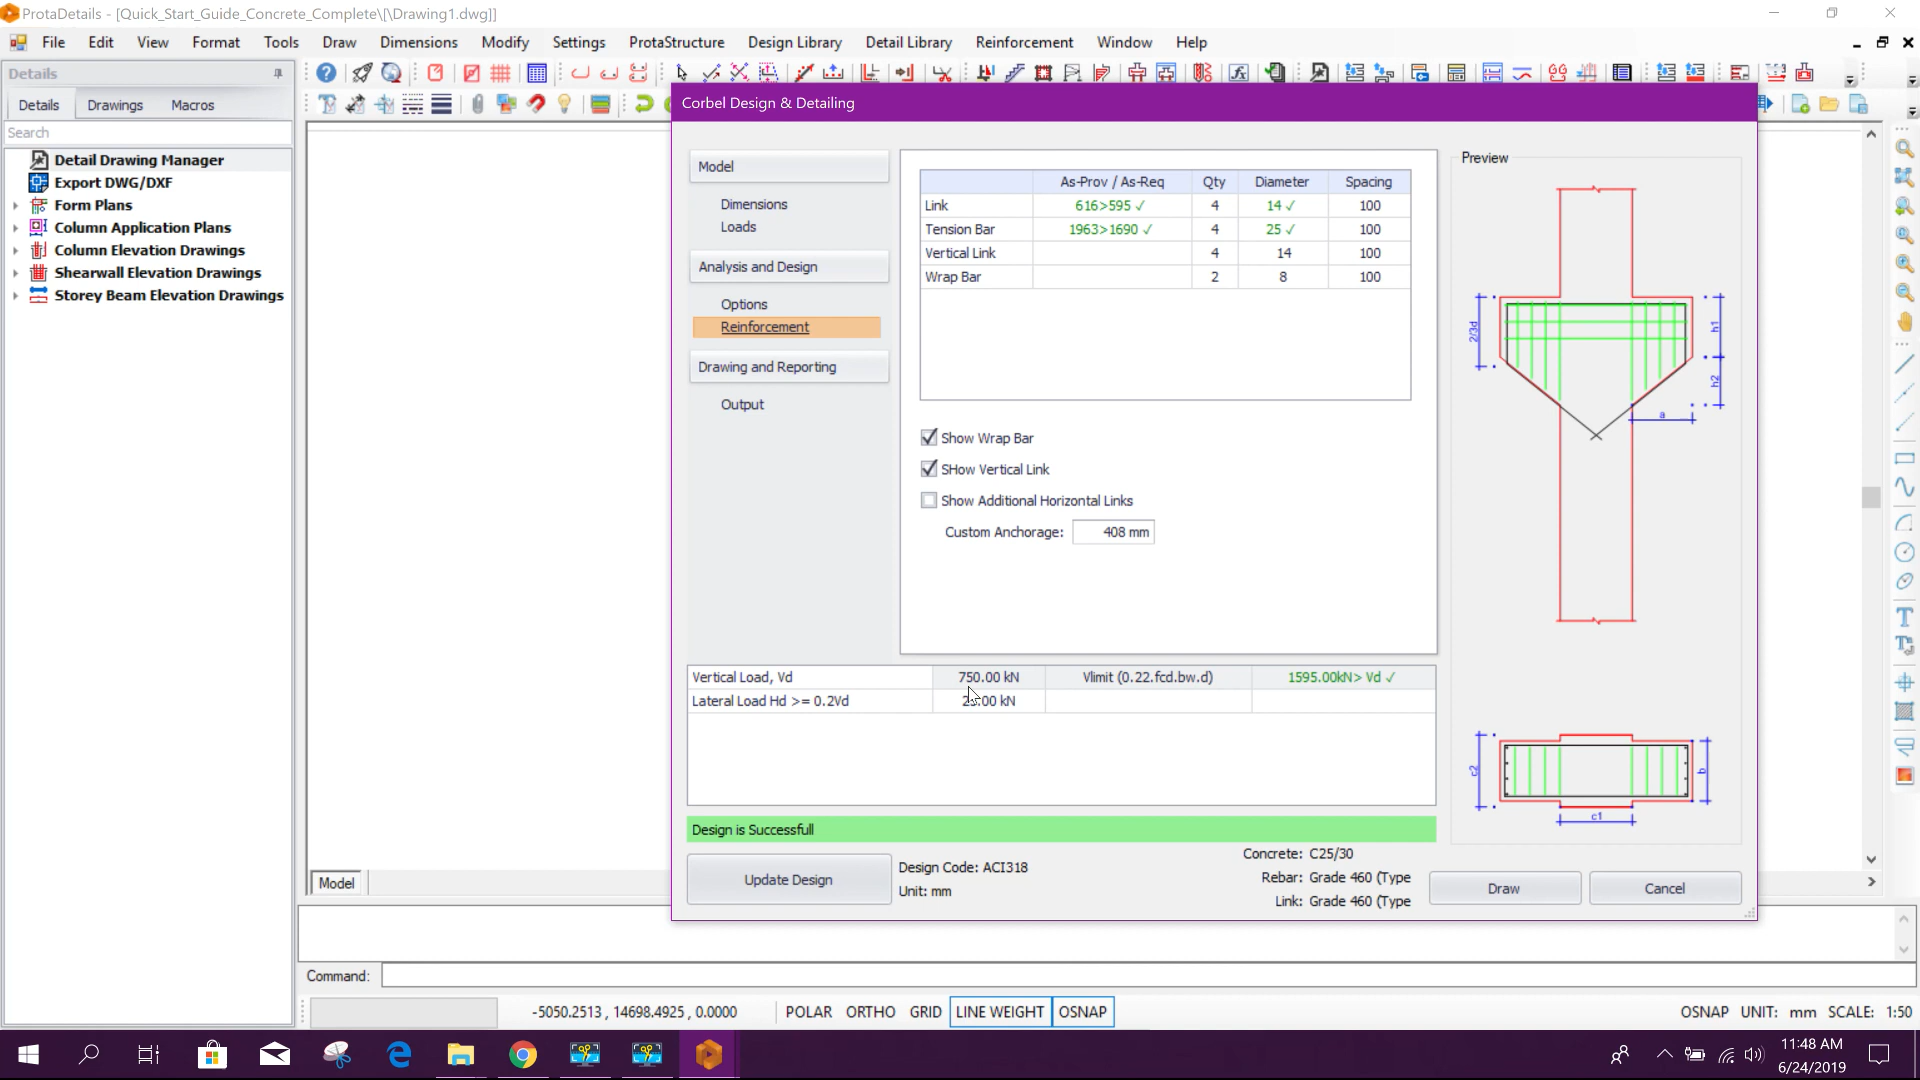 ProtaDetails - [Quick_Start_Guide_Concrete_Complete\[\Drawing1.dwg]]
File Edit View Format Tools Draw Dimensions Modify Settings ProtaStructure Design Library Detail Library Reinforcement Window Help
Details
Details Drawings Macros
Search
Detail Drawing Manager
Export DWG/DXF
Form Plans
Column Application Plans
Column Elevation Drawings
Shearwall Elevation Drawings
Storey Beam Elevation Drawings
Corbel Design & Detailing
Model
Dimensions
Loads
Analysis and Design
Options
Reinforcement
Drawing and Reporting
Output
As-Prov / As-Req Qty Diameter Spacing
Link 616>595 ✓ 4 14 ✓ 100
Tension Bar 1963>1690 ✓ 4 25 ✓ 100
Vertical Link 4 14 100
Wrap Bar 2 8 100
Show Wrap Bar
SHow Vertical Link
Show Additional Horizontal Links
Custom Anchorage: 408 mm
Preview
2/3d
h1
h2
a
c2
b
c1
Vertical Load, Vd 750.00 kN Vlimit (0.22.fcd.bw.d) 1595.00kN> Vd ✓
Lateral Load Hd >= 0.2Vd kN
Design is Successfull
Update Design
Design Code: ACI318
Unit: mm
Concrete: C25/30
Rebar: Grade 460 (Type
Link: Grade 460 (Type
Draw Cancel
Model
Command:
-5050.2513 , 14698.4925 , 0.0000 POLAR ORTHO GRID LINE WEIGHT OSNAP OSNAP UNIT: mm SCALE: 1:50
11:48 AM
6/24/2019